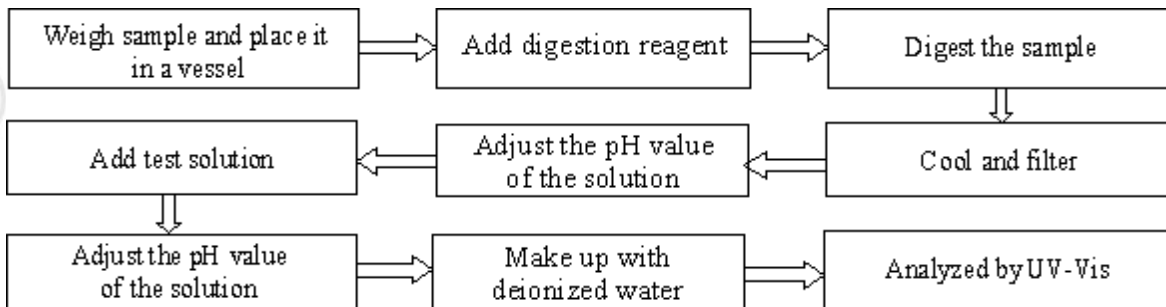 Weigh sample and place it
in a vessel
Add digestion reagent
Digest the sample
Cool and filter
Adjust the pH value
of the solution
Add test solution
Adjust the pH value
of the solution
Make up with
deionized water
Analyzed by UV-Vis